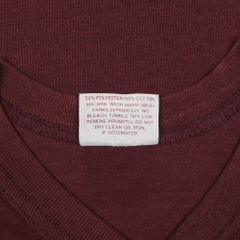 50% POLYESTER 50% COTTON
MACHINE WASH WARM WASH
DARKS SEPARATELY. NO
BLEACH. TUMBLE DRY LOW
REMOVE PROMPTLY. DO NOT
DRY CLEAN OR IRON,
IF DECORATED.